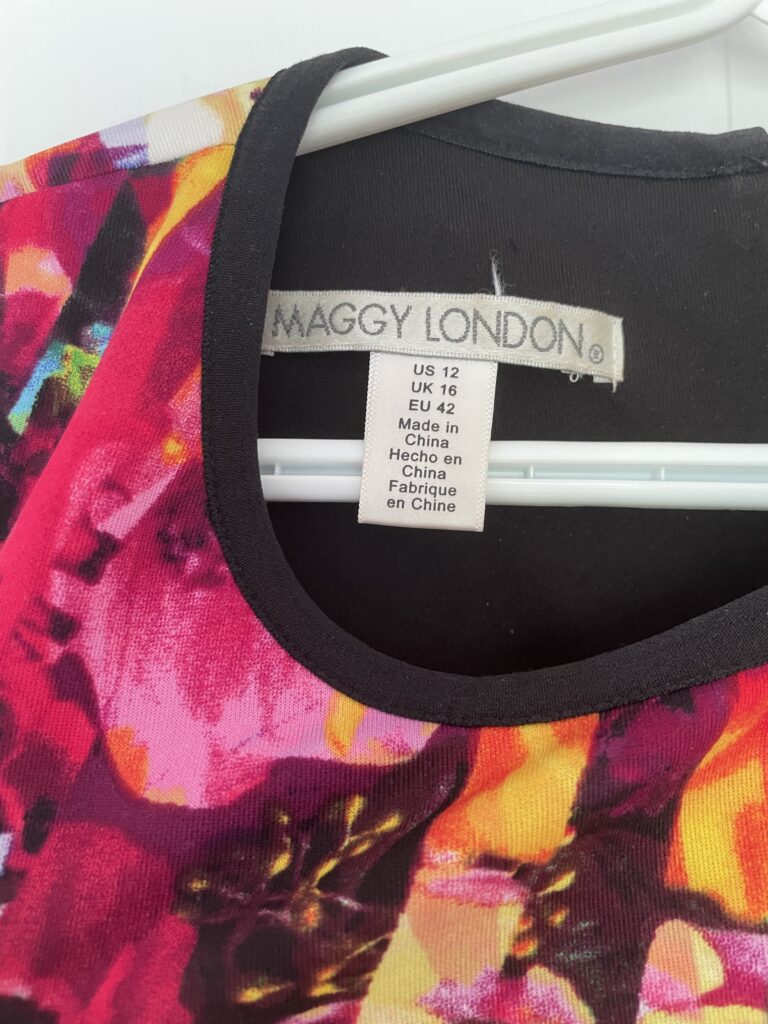 MAGGY LONDON®
US 12
UK 16
EU 42
Made in
China
Hecho en
China
Fabrique
en Chine